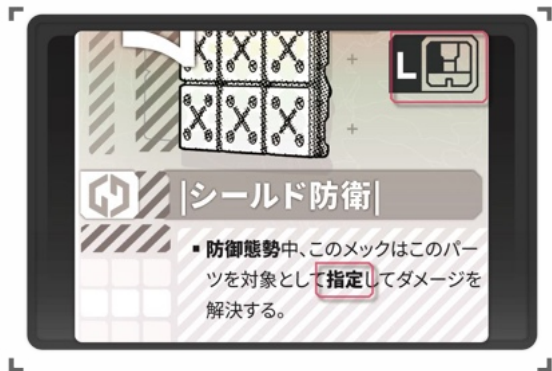 L
|シールド防衛|
▪ 防御態勢中、このメックはこのパー
ツを対象として指定してダメージを
解決する。